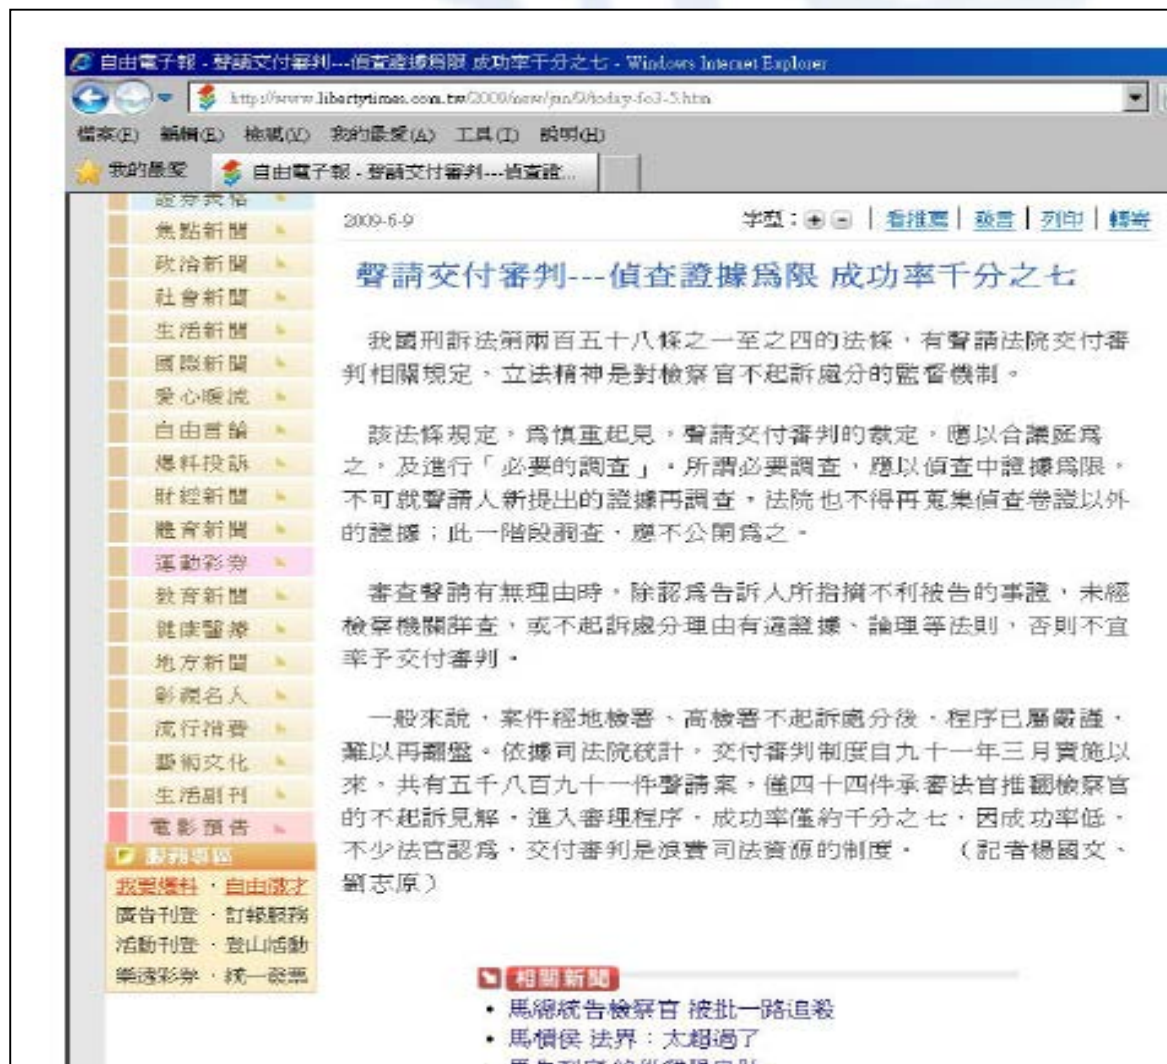 自由電子報 - 聲請交付審判---偵查證據為限 成功率千分之七 - Windows Internet Explorer
http://www.libertytimes.com.tw/2009/new/jun/9/today-fo3-5.htm
檔案(F) 編輯(E) 檢視(V) 我的最愛(A) 工具(T) 說明(H)
我的最愛 自由電子報 - 聲請交付審判---偵查證...
焦點新聞
政治新聞
社會新聞
生活新聞
國際新聞
愛心暖流
自由言論
爆料投訴
財經新聞
體育新聞
運動彩券
教育新聞
健康醫療
地方新聞
影視名人
流行消費
藝術文化
生活副刊
電影預告
服務專區
我要爆料・自由徵才
廣告刊登・訂報服務
活動刊登・登山活動
樂透彩券・統一發票
2009-6-9 字型：+ - | 看推薦 | 發言 | 列印 | 轉寄
聲請交付審判---偵查證據為限 成功率千分之七
我國刑訴法第兩百五十八條之一至之四的法條，有聲請法院交付審
判相關規定，立法精神是對檢察官不起訴處分的監督機制。
該法條規定，為慎重起見，聲請交付審判的裁定，應以合議庭為
之，及進行「必要的調查」，所謂必要調查，應以偵查中證據為限，
不可就聲請人新提出的證據再調查，法院也不得再蒐集偵查卷證以外
的證據；此一階段調查，應不公開為之。
審查聲請有無理由時，除認為告訴人所指摘不利被告的事證，未經
檢察機關詳查，或不起訴處分理由有違證據、論理等法則，否則不宜
率予交付審判。
一般來說，案件經地檢署、高檢署不起訴處分後，程序已屬嚴謹，
難以再翻盤。依據司法院統計，交付審判制度自九十一年三月實施以
來，共有五千八百九十一件聲請案，僅四十四件承審法官推翻檢察官
的不起訴見解，進入審理程序，成功率僅約千分之七，因成功率低，
不少法官認為，交付審判是浪費司法資源的制度。 （記者楊國文、
劉志原）
相關新聞
• 馬總統告檢察官 被批一路追殺
• 馬槓侯 法界：太超過了